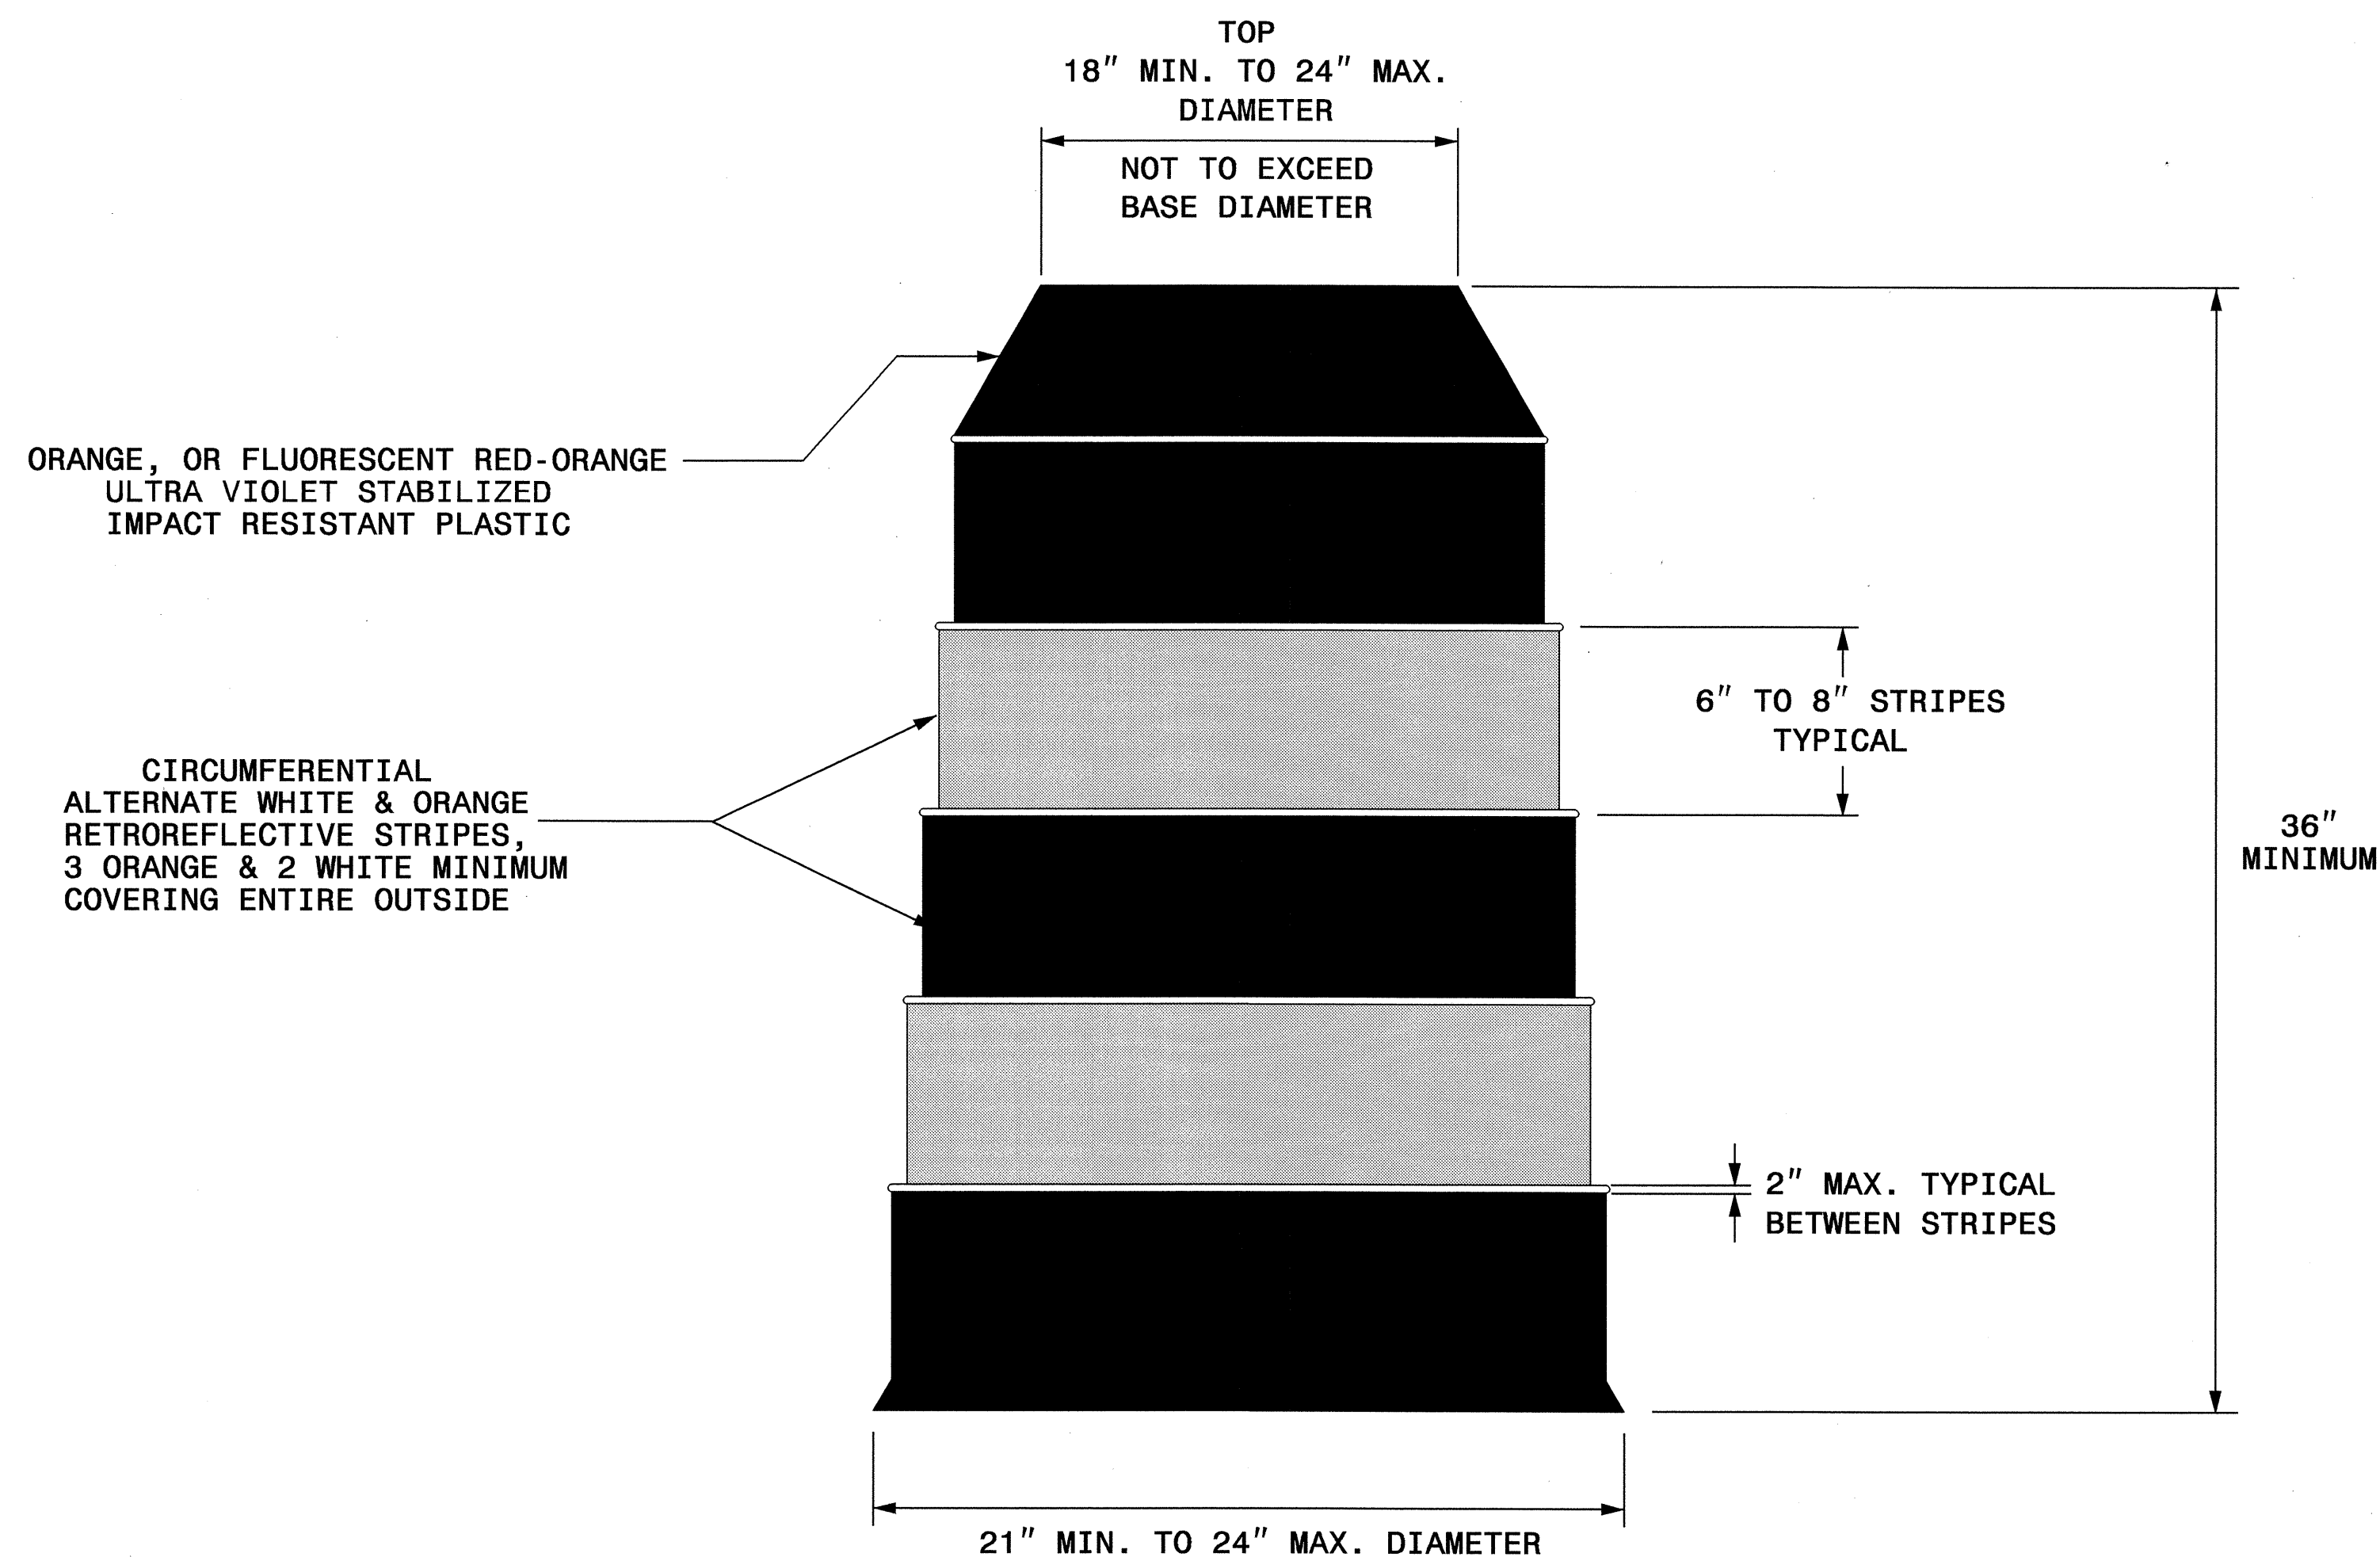 TOP
18" MIN. TO 24" MAX.
DIAMETER
NOT TO EXCEED
BASE DIAMETER
ORANGE, OR FLUORESCENT RED-ORANGE
ULTRA VIOLET STABILIZED
IMPACT RESISTANT PLASTIC
6" TO 8" STRIPES
TYPICAL
CIRCUMFERENTIAL
ALTERNATE WHITE & ORANGE
RETROREFLECTIVE STRIPES,
3 ORANGE & 2 WHITE MINIMUM
COVERING ENTIRE OUTSIDE
36"
MINIMUM
2" MAX. TYPICAL
BETWEEN STRIPES
21" MIN. TO 24" MAX. DIAMETER